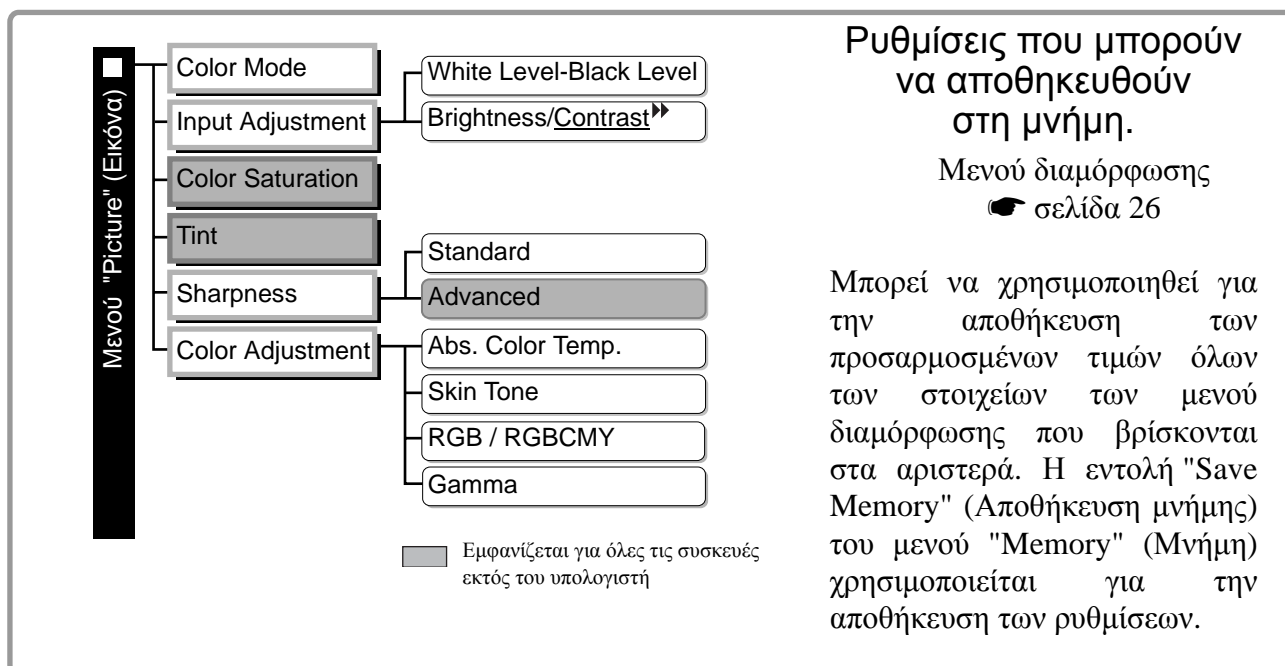 Μενού "Picture" (Εικόνα)
Color Mode
Input Adjustment
Color Saturation
Tint
Sharpness
Color Adjustment
White Level-Black Level
Brightness/Contrast
Standard
Advanced
Abs. Color Temp.
Skin Tone
RGB / RGBCMY
Gamma
Εμφανίζεται για όλες τις συσκευές
εκτός του υπολογιστή
Ρυθμίσεις που μπορούν
να αποθηκευθούν
στη μνήμη.
Μενού διαμόρφωσης
☛ σελίδα 26
Μπορεί να χρησιμοποιηθεί για
την αποθήκευση των
προσαρμοσμένων τιμών όλων
των στοιχείων των μενού
διαμόρφωσης που βρίσκονται
στα αριστερά. Η εντολή "Save
Memory" (Αποθήκευση μνήμης)
του μενού "Memory" (Μνήμη)
χρησιμοποιείται για την
αποθήκευση των ρυθμίσεων.